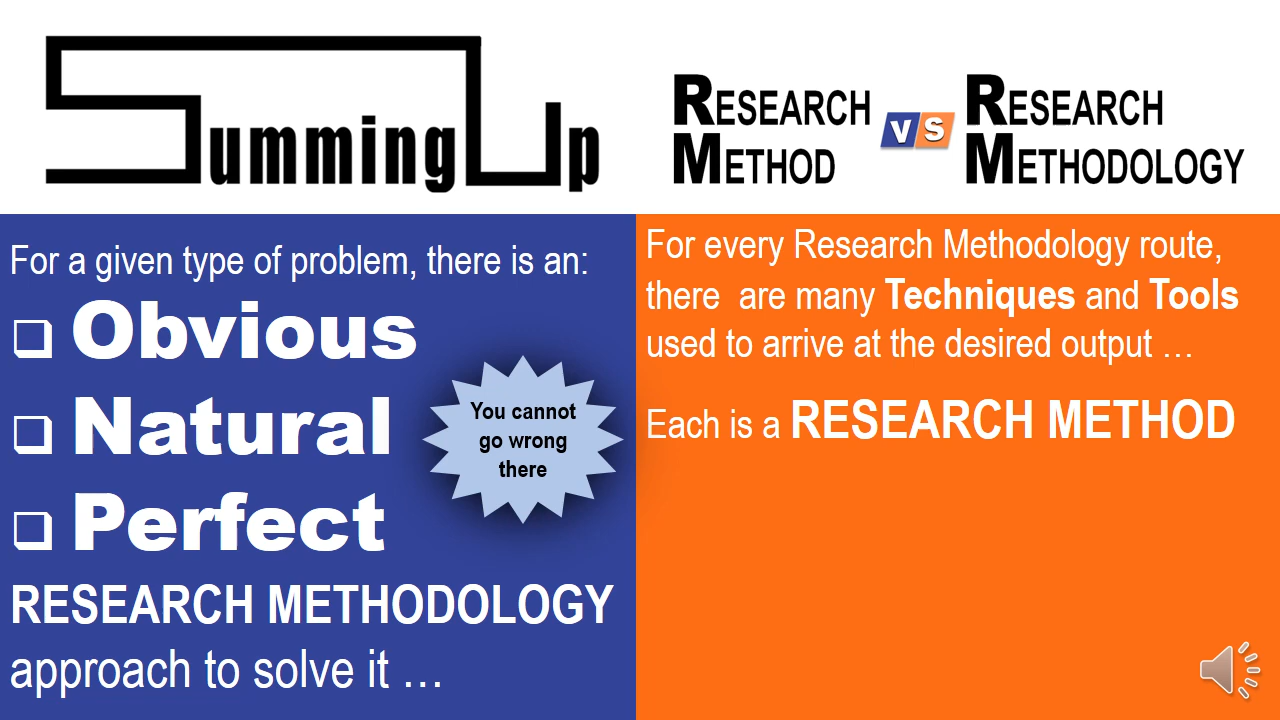 Summing Up
RESEARCH METHOD
vs
RESEARCH METHODOLOGY
For a given type of problem, there is an:
❑ Obvious
❑ Natural
❑ Perfect
You cannot
go wrong
there
RESEARCH METHODOLOGY
approach to solve it …
For every Research Methodology route,
there are many Techniques and Tools
used to arrive at the desired output …
Each is a RESEARCH METHOD